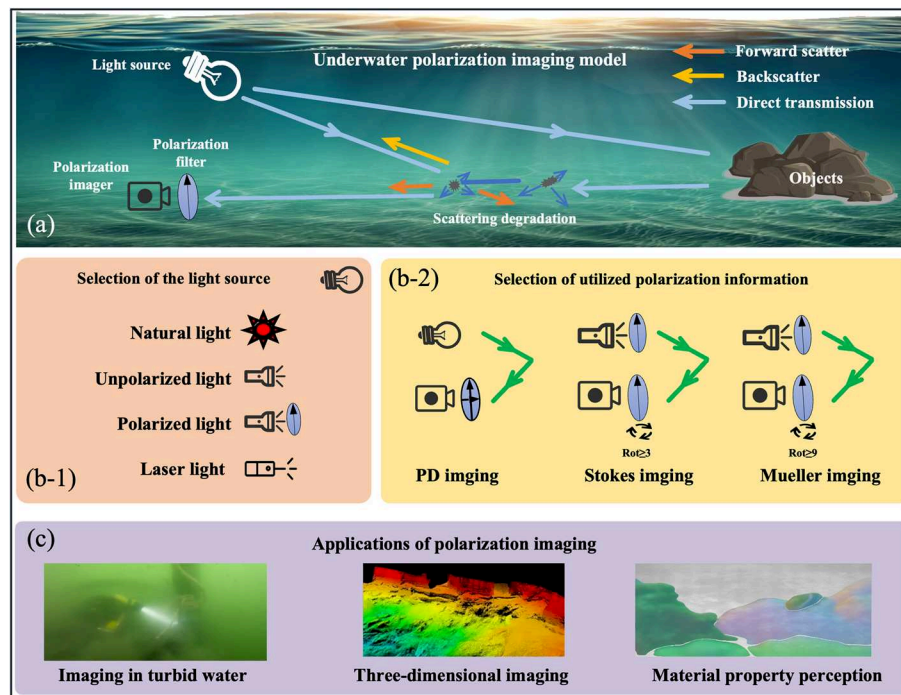 Light source
Underwater polarization imaging model
Forward scatter
Backscatter
Direct transmission
Polarization
filter
Polarization
imager
Objects
Scattering degradation
(a)
Selection of the light source
Natural light
Unpolarized light
Polarized light
Laser light
(b-1)
(b-2)
Selection of utilized polarization information
Rot≥3
Rot≥9
PD imging
Stokes imging
Mueller imging
(c)
Applications of polarization imaging
Imaging in turbid water
Three-dimensional imaging
Material property perception